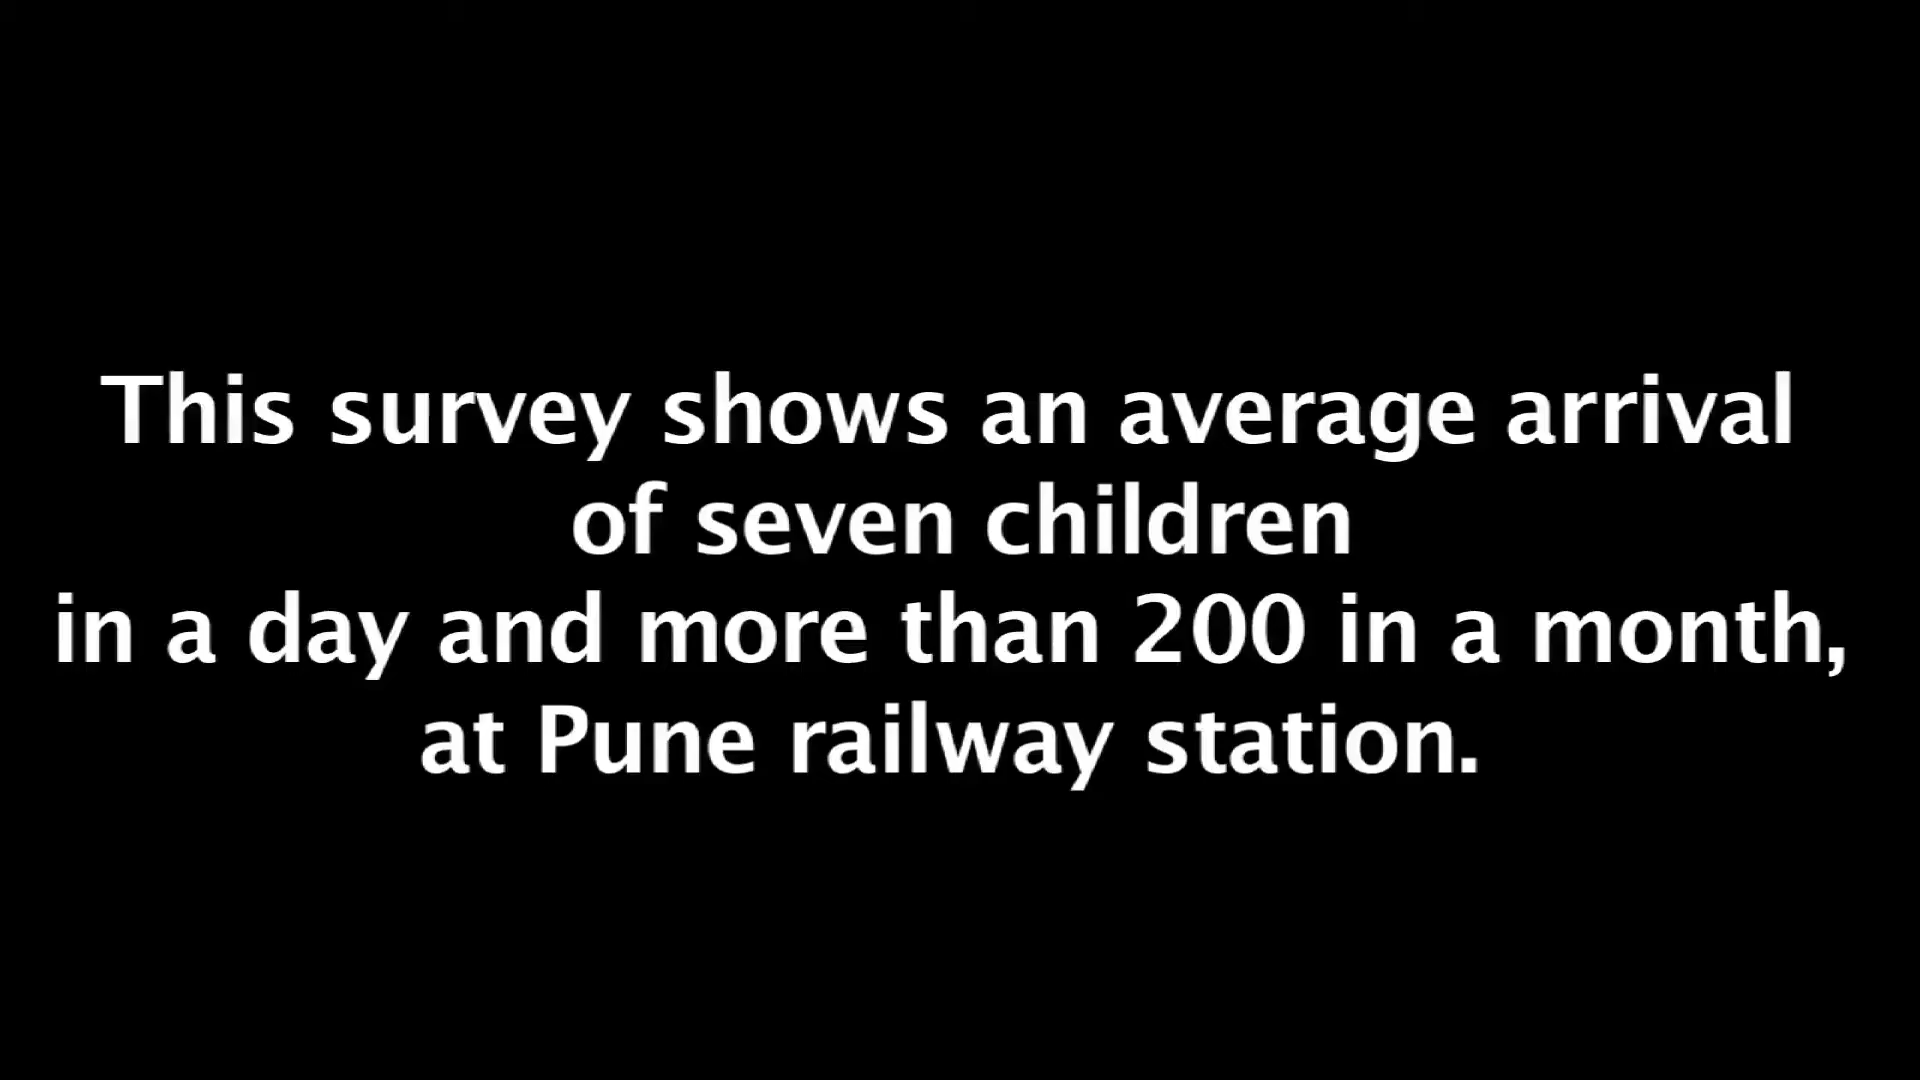 This survey shows an average arrival
of seven children
in a day and more than 200 in a month,
at Pune railway station.